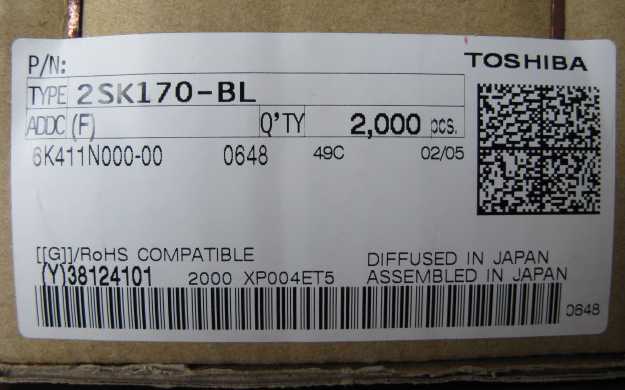 P/N:
TOSHIBA
TYPE 2SK170-BL
ADDC (F) Q'TY 2,000 pcs.
6K411N000-00 0648 49C 02/05
[[G]]/RoHS COMPATIBLE DIFFUSED IN JAPAN
(Y)38124101 2000 XP004ET5 ASSEMBLED IN JAPAN
0648